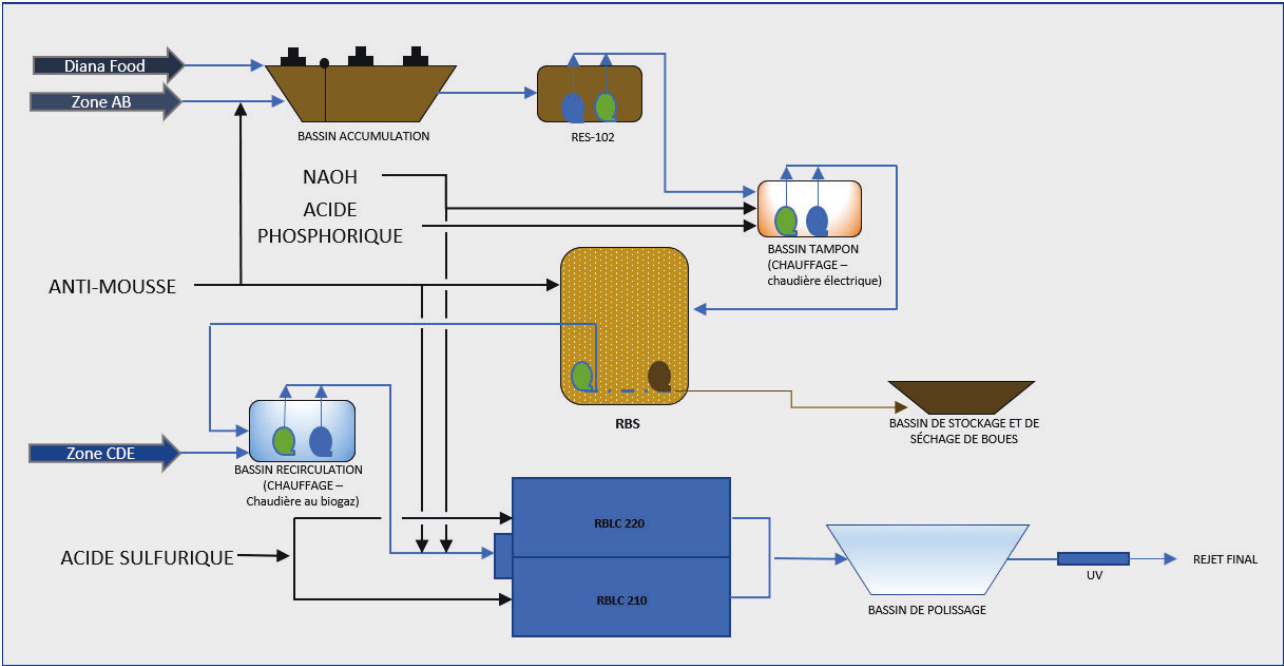 Diana Food
Zone AB
BASSIN ACCUMULATION
RES-102
NAOH
ACIDE
PHOSPHORIQUE
BASSIN TAMPON
(CHAUFFAGE –
chaudière électrique)
ANTI-MOUSSE
RBS
BASSIN DE STOCKAGE ET DE
SÉCHAGE DE BOUES
Zone CDE
BASSIN RECIRCULATION
(CHAUFFAGE –
Chaudière au biogaz)
RBLC 220
ACIDE SULFURIQUE
RBLC 210
BASSIN DE POLISSAGE
UV
REJET FINAL